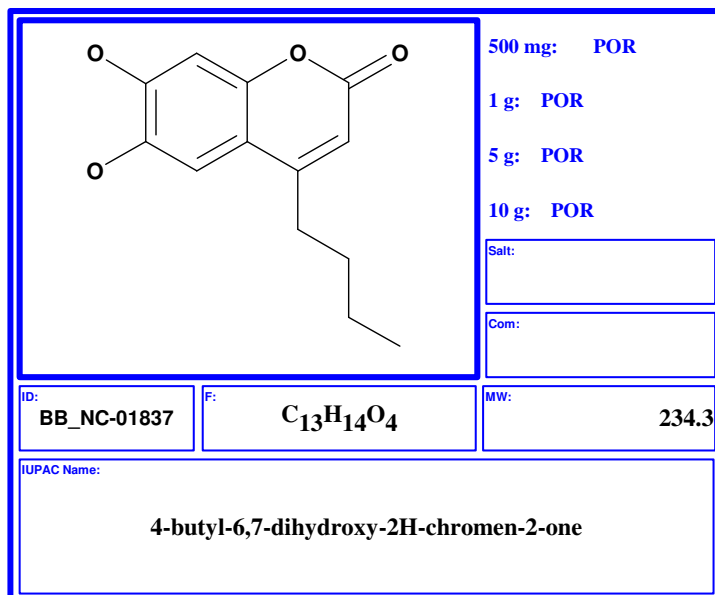 O O O
O
500 mg: POR
1 g: POR
5 g: POR
10 g: POR
Salt:
Com:
ID:
BB_NC-01837
F:
C13H14O4
MW:
234.3
IUPAC Name:
4-butyl-6,7-dihydroxy-2H-chromen-2-one